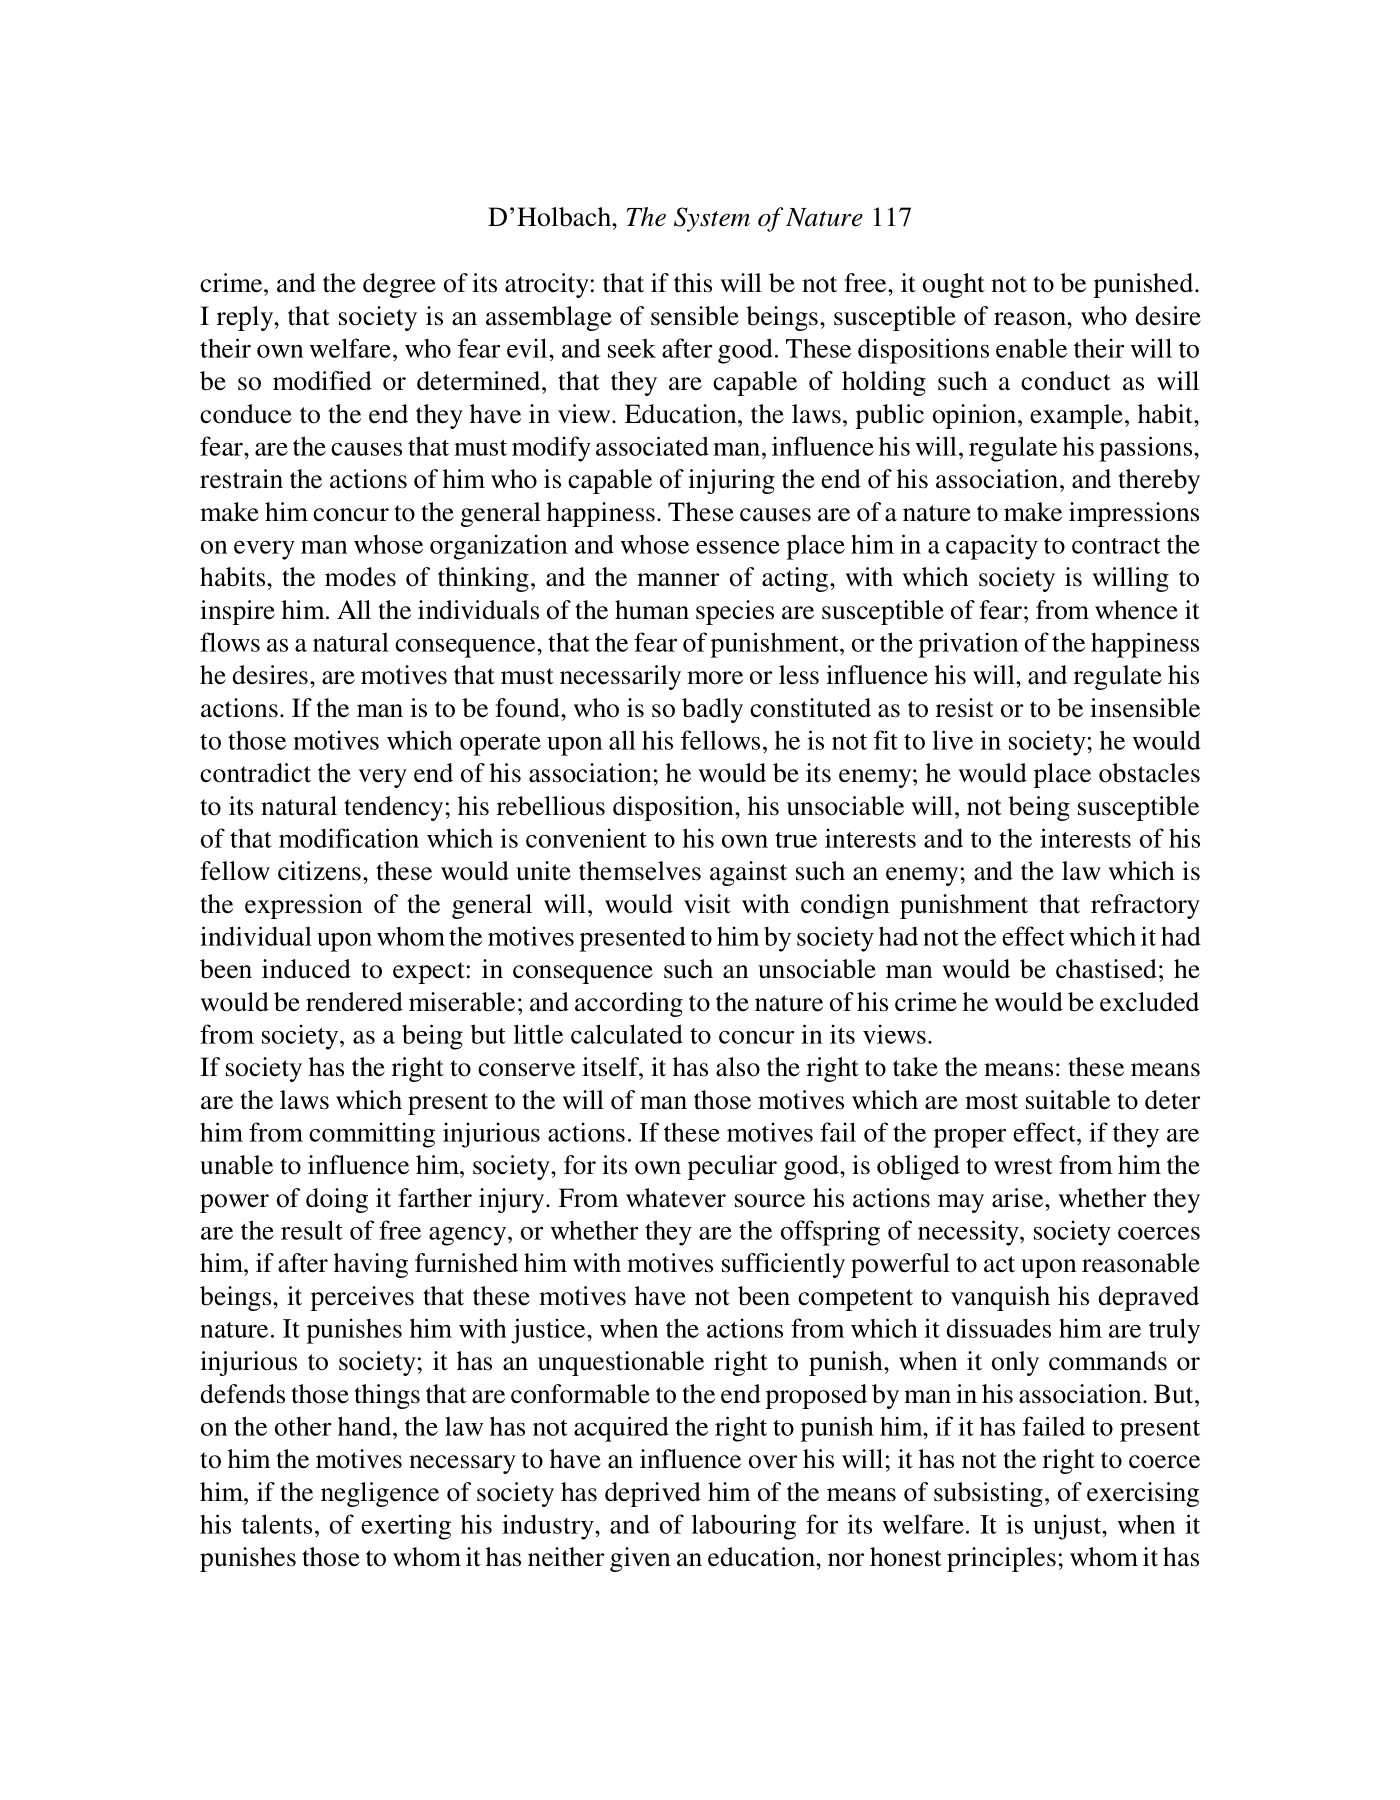 D’Holbach, The System of Nature 117
crime, and the degree of its atrocity: that if this will be not free, it ought not to be punished.
I reply, that society is an assemblage of sensible beings, susceptible of reason, who desire
their own welfare, who fear evil, and seek after good. These dispositions enable their will to
be so modified or determined, that they are capable of holding such a conduct as will
conduce to the end they have in view. Education, the laws, public opinion, example, habit,
fear, are the causes that must modify associated man, influence his will, regulate his passions,
restrain the actions of him who is capable of injuring the end of his association, and thereby
make him concur to the general happiness. These causes are of a nature to make impressions
on every man whose organization and whose essence place him in a capacity to contract the
habits, the modes of thinking, and the manner of acting, with which society is willing to
inspire him. All the individuals of the human species are susceptible of fear; from whence it
flows as a natural consequence, that the fear of punishment, or the privation of the happiness
he desires, are motives that must necessarily more or less influence his will, and regulate his
actions. If the man is to be found, who is so badly constituted as to resist or to be insensible
to those motives which operate upon all his fellows, he is not fit to live in society; he would
contradict the very end of his association; he would be its enemy; he would place obstacles
to its natural tendency; his rebellious disposition, his unsociable will, not being susceptible
of that modification which is convenient to his own true interests and to the interests of his
fellow citizens, these would unite themselves against such an enemy; and the law which is
the expression of the general will, would visit with condign punishment that refractory
individual upon whom the motives presented to him by society had not the effect which it had
been induced to expect: in consequence such an unsociable man would be chastised; he
would be rendered miserable; and according to the nature of his crime he would be excluded
from society, as a being but little calculated to concur in its views.
If society has the right to conserve itself, it has also the right to take the means: these means
are the laws which present to the will of man those motives which are most suitable to deter
him from committing injurious actions. If these motives fail of the proper effect, if they are
unable to influence him, society, for its own peculiar good, is obliged to wrest from him the
power of doing it farther injury. From whatever source his actions may arise, whether they
are the result of free agency, or whether they are the offspring of necessity, society coerces
him, if after having furnished him with motives sufficiently powerful to act upon reasonable
beings, it perceives that these motives have not been competent to vanquish his depraved
nature. It punishes him with justice, when the actions from which it dissuades him are truly
injurious to society; it has an unquestionable right to punish, when it only commands or
defends those things that are conformable to the end proposed by man in his association. But,
on the other hand, the law has not acquired the right to punish him, if it has failed to present
to him the motives necessary to have an influence over his will; it has not the right to coerce
him, if the negligence of society has deprived him of the means of subsisting, of exercising
his talents, of exerting his industry, and of labouring for its welfare. It is unjust, when it
punishes those to whom it has neither given an education, nor honest principles; whom it has